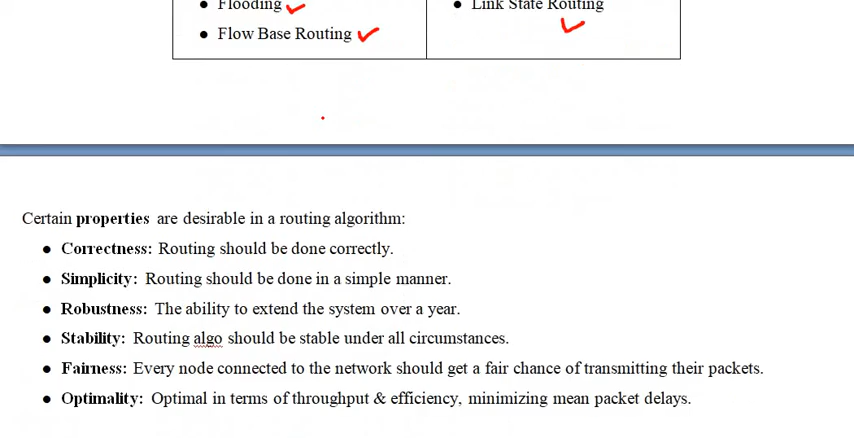 ● Flooding
● Link State Routing
● Flow Base Routing
Certain properties are desirable in a routing algorithm:
● Correctness: Routing should be done correctly.
● Simplicity: Routing should be done in a simple manner.
● Robustness: The ability to extend the system over a year.
● Stability: Routing algo should be stable under all circumstances.
● Fairness: Every node connected to the network should get a fair chance of transmitting their packets.
● Optimality: Optimal in terms of throughput & efficiency, minimizing mean packet delays.